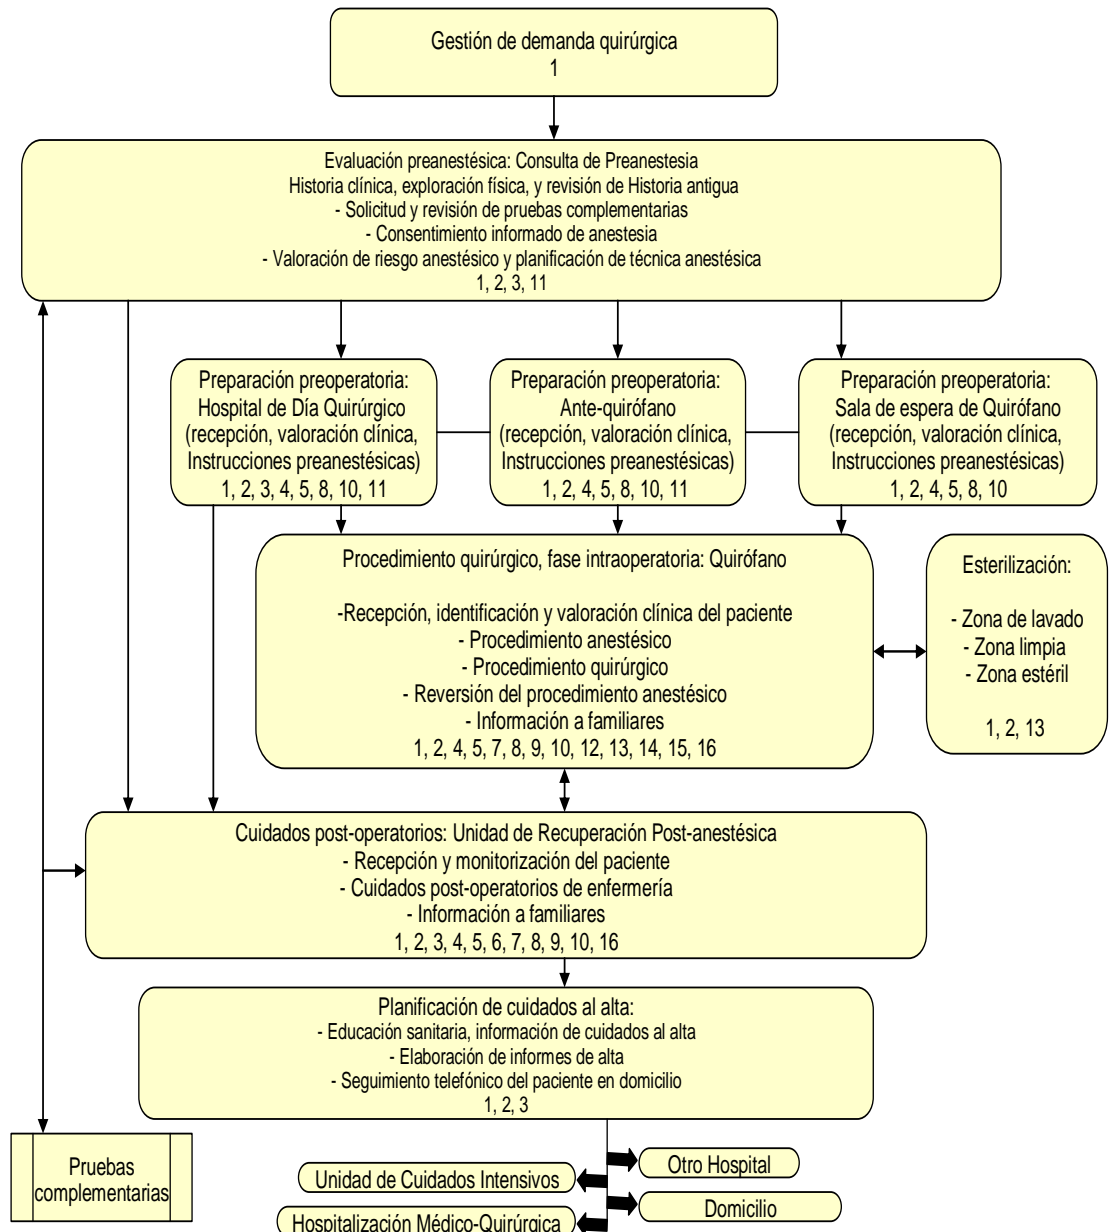 Gestión de demanda quirúrgica
1
Evaluación preanestésica: Consulta de Preanestesia
Historia clínica, exploración física, y revisión de Historia antigua
- Solicitud y revisión de pruebas complementarias
- Consentimiento informado de anestesia
- Valoración de riesgo anestésico y planificación de técnica anestésica
1, 2, 3, 11
Preparación preoperatoria:
Hospital de Día Quirúrgico
(recepción, valoración clínica,
Instrucciones preanestésicas)
1, 2, 3, 4, 5, 8, 10, 11
Preparación preoperatoria:
Ante-quirófano
(recepción, valoración clínica,
Instrucciones preanestésicas)
1, 2, 4, 5, 8, 10, 11
Preparación preoperatoria:
Sala de espera de Quirófano
(recepción, valoración clínica,
Instrucciones preanestésicas)
1, 2, 4, 5, 8, 10
Procedimiento quirúrgico, fase intraoperatoria: Quirófano
-Recepción, identificación y valoración clínica del paciente
- Procedimiento anestésico
- Procedimiento quirúrgico
- Reversión del procedimiento anestésico
- Información a familiares
1, 2, 4, 5, 7, 8, 9, 10, 12, 13, 14, 15, 16
Esterilización:
- Zona de lavado
- Zona limpia
- Zona estéril
1, 2, 13
Cuidados post-operatorios: Unidad de Recuperación Post-anestésica
- Recepción y monitorización del paciente
- Cuidados post-operatorios de enfermería
- Información a familiares
1, 2, 3, 4, 5, 6, 7, 8, 9, 10, 16
Planificación de cuidados al alta:
- Educación sanitaria, información de cuidados al alta
- Elaboración de informes de alta
- Seguimiento telefónico del paciente en domicilio
1, 2, 3
Pruebas
complementarias
Otro Hospital
Unidad de Cuidados Intensivos
Domicilio
Hospitalización Médico-Quirúrgica